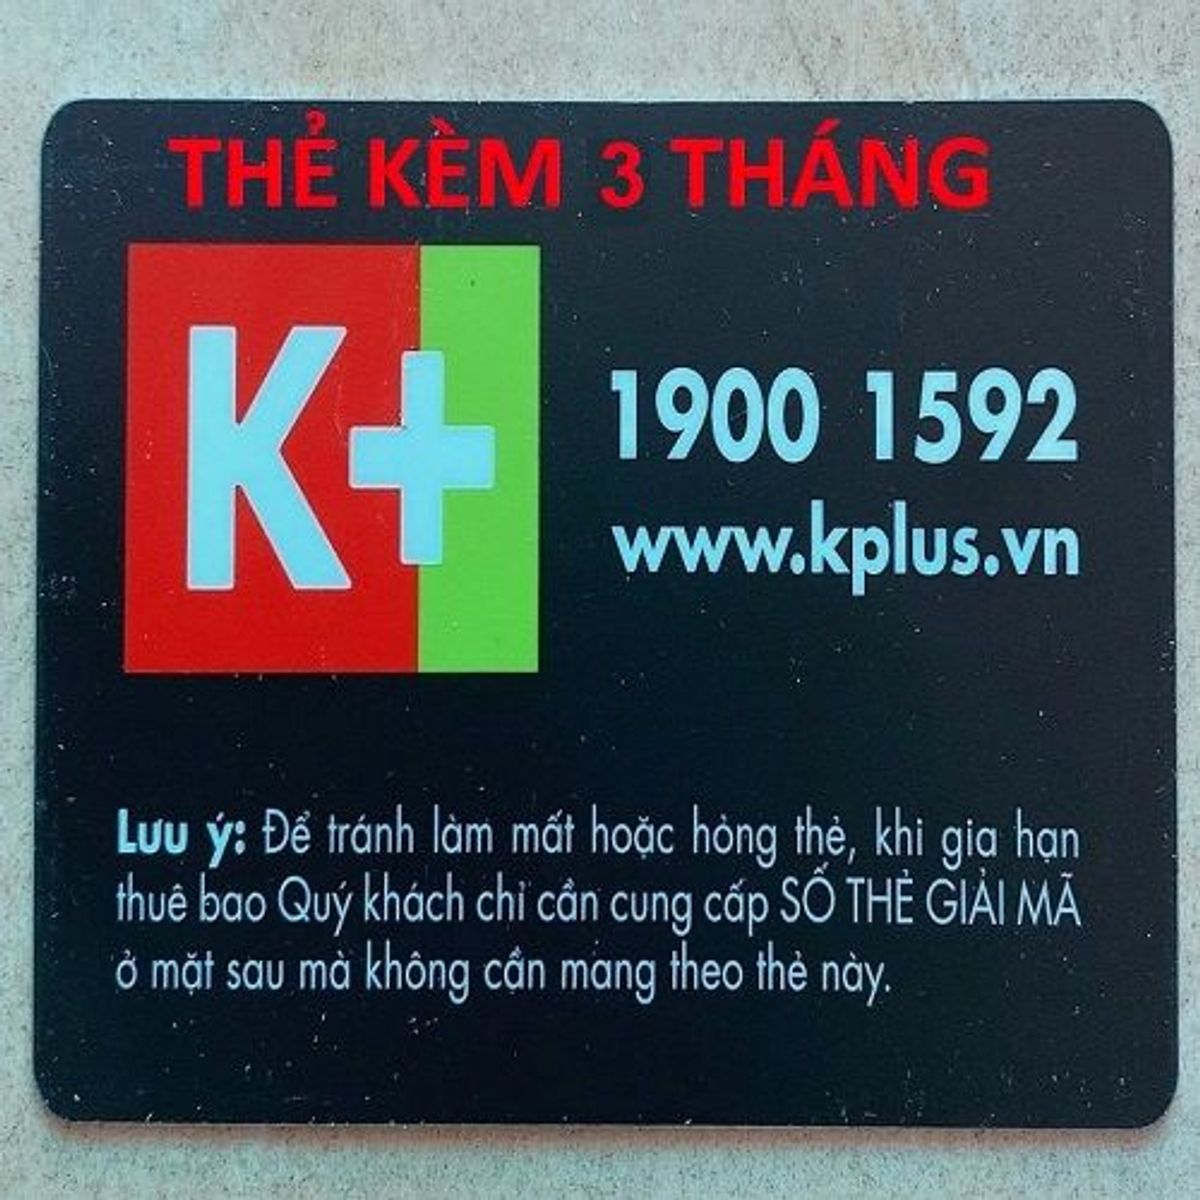 THẺ KÈM 3 THÁNG
K+
1900 1592
www.kplus.vn
Lưu ý: Để tránh làm mất hoặc hỏng thẻ, khi gia hạn
thuê bao Quý khách chỉ cần cung cấp SỐ THẺ GIẢI MÃ
ở mặt sau mà không cần mang theo thẻ này.